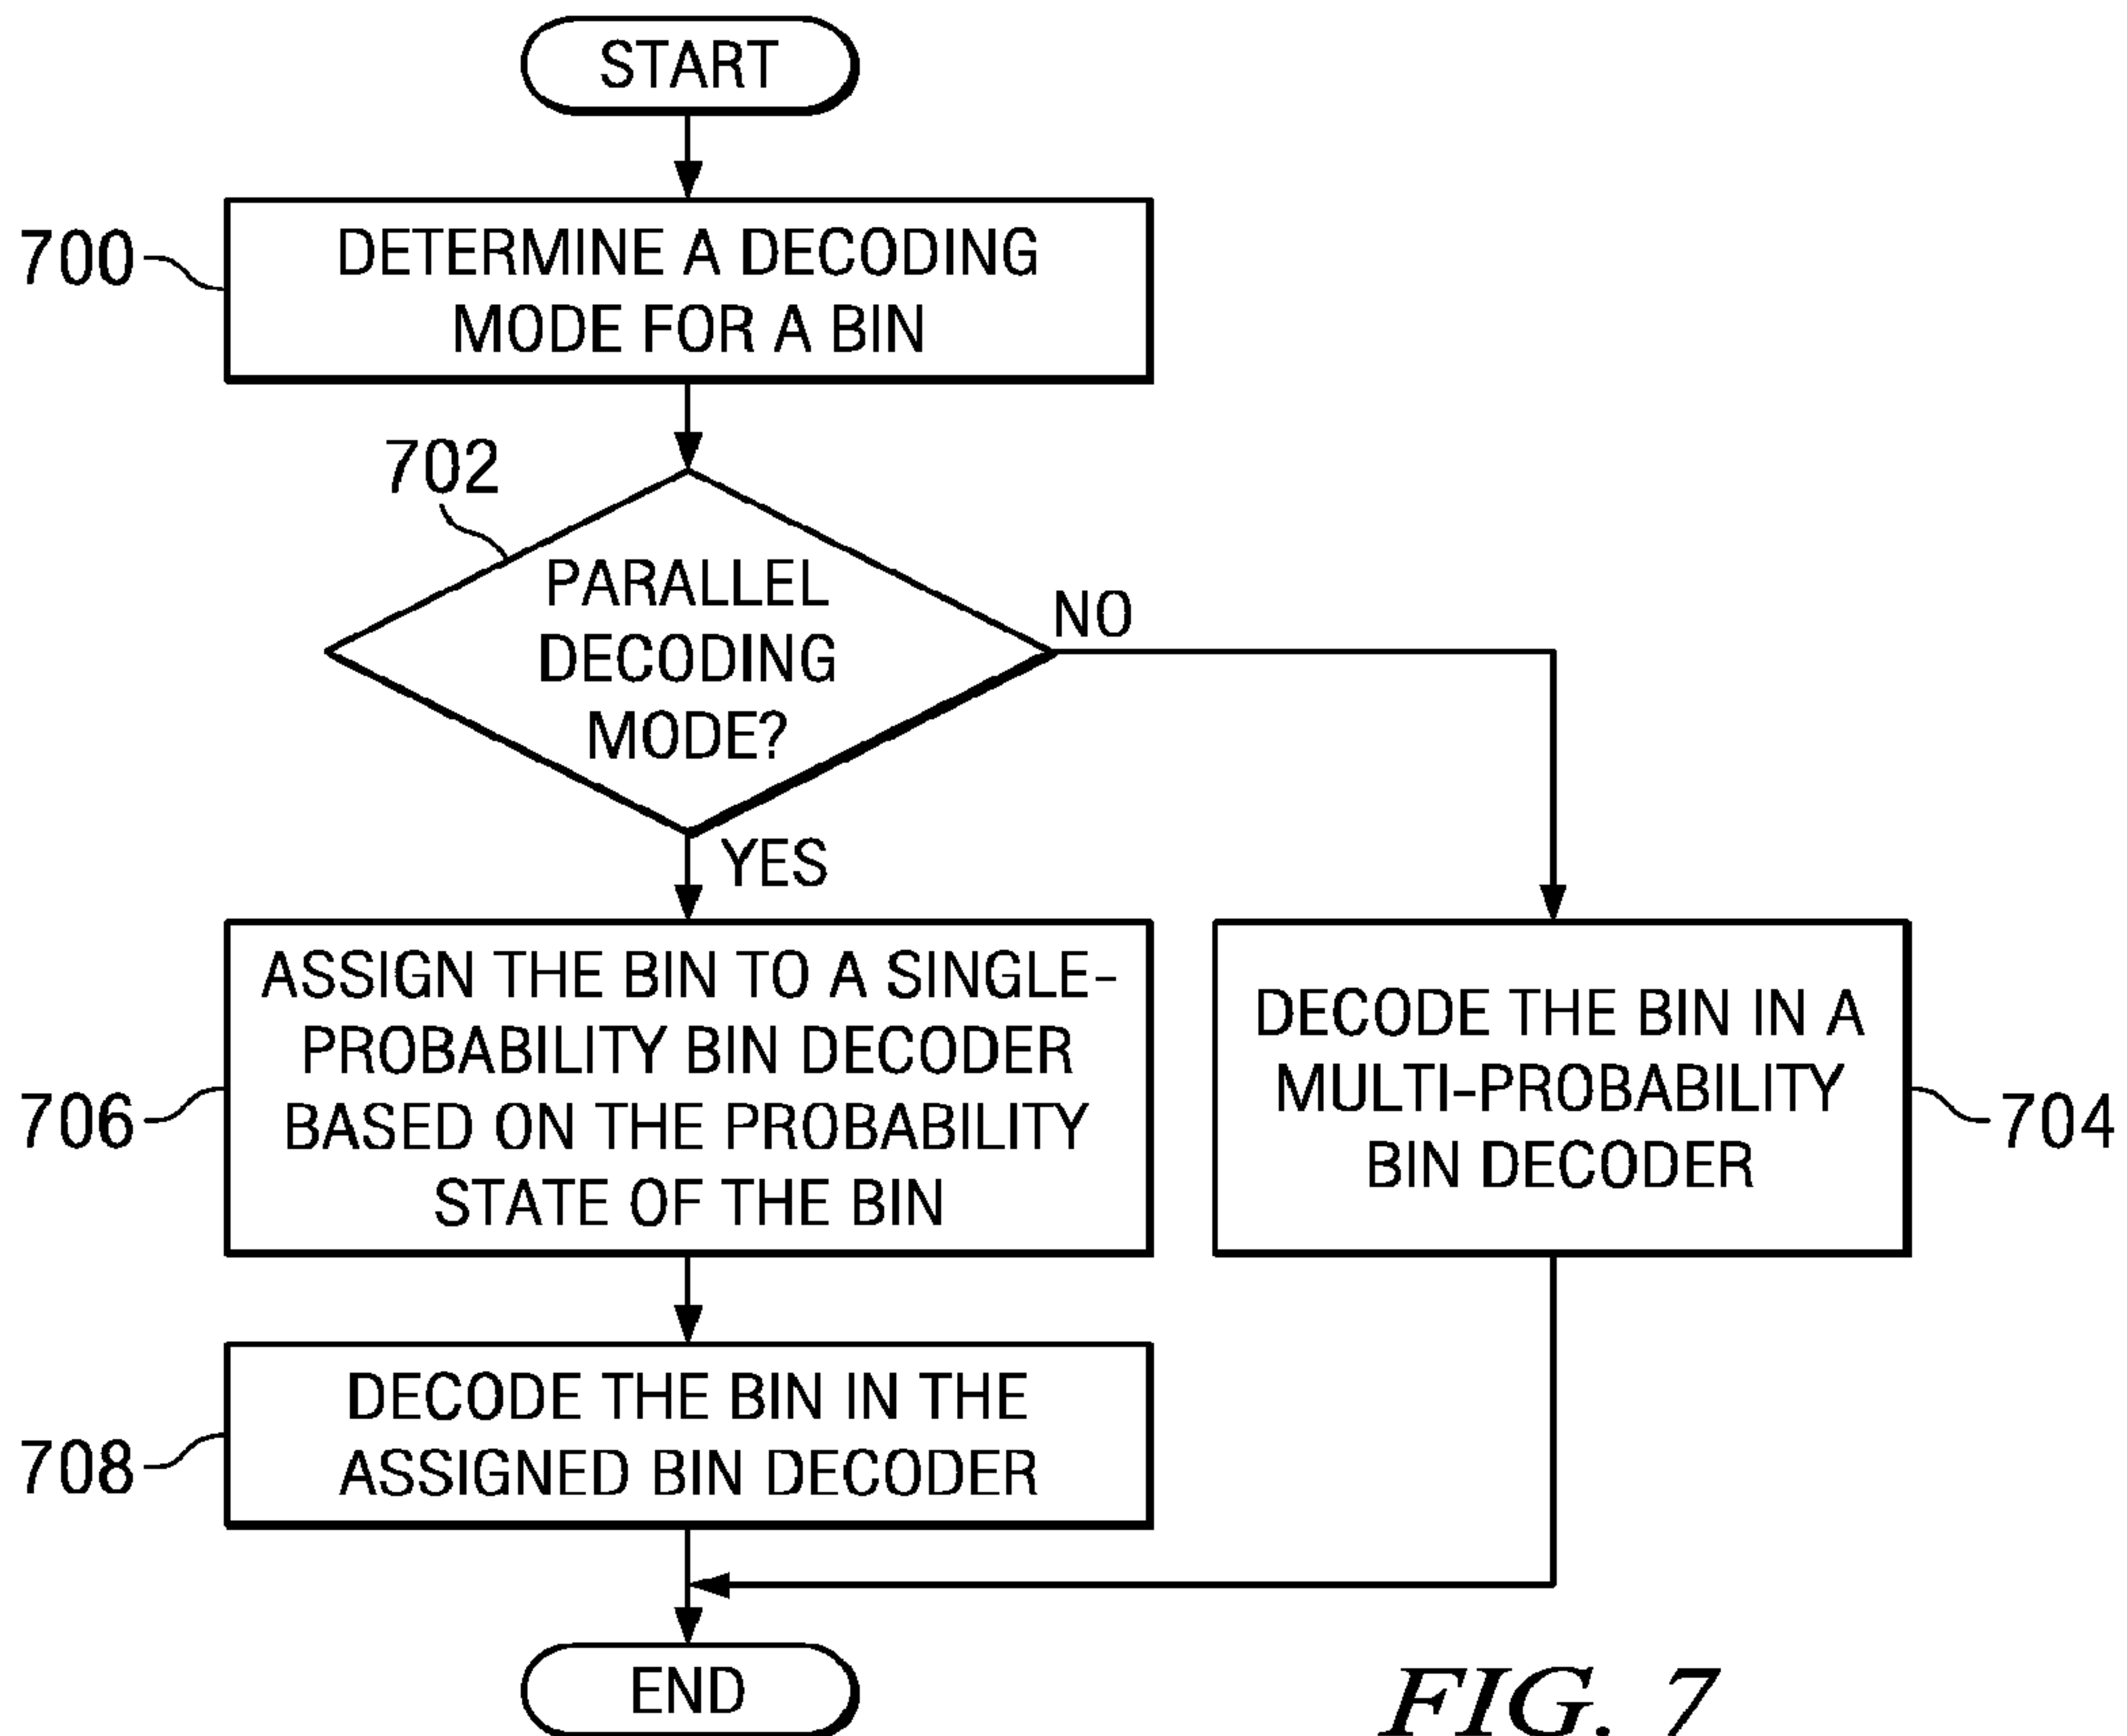 START
700
DETERMINE A DECODING
MODE FOR A BIN
702
PARALLEL
DECODING
MODE?
NO
YES
706
ASSIGN THE BIN TO A SINGLE-
PROBABILITY BIN DECODER
BASED ON THE PROBABILITY
STATE OF THE BIN
DECODE THE BIN IN A
MULTI-PROBABILITY
BIN DECODER
704
708
DECODE THE BIN IN THE
ASSIGNED BIN DECODER
END
FIG. 7